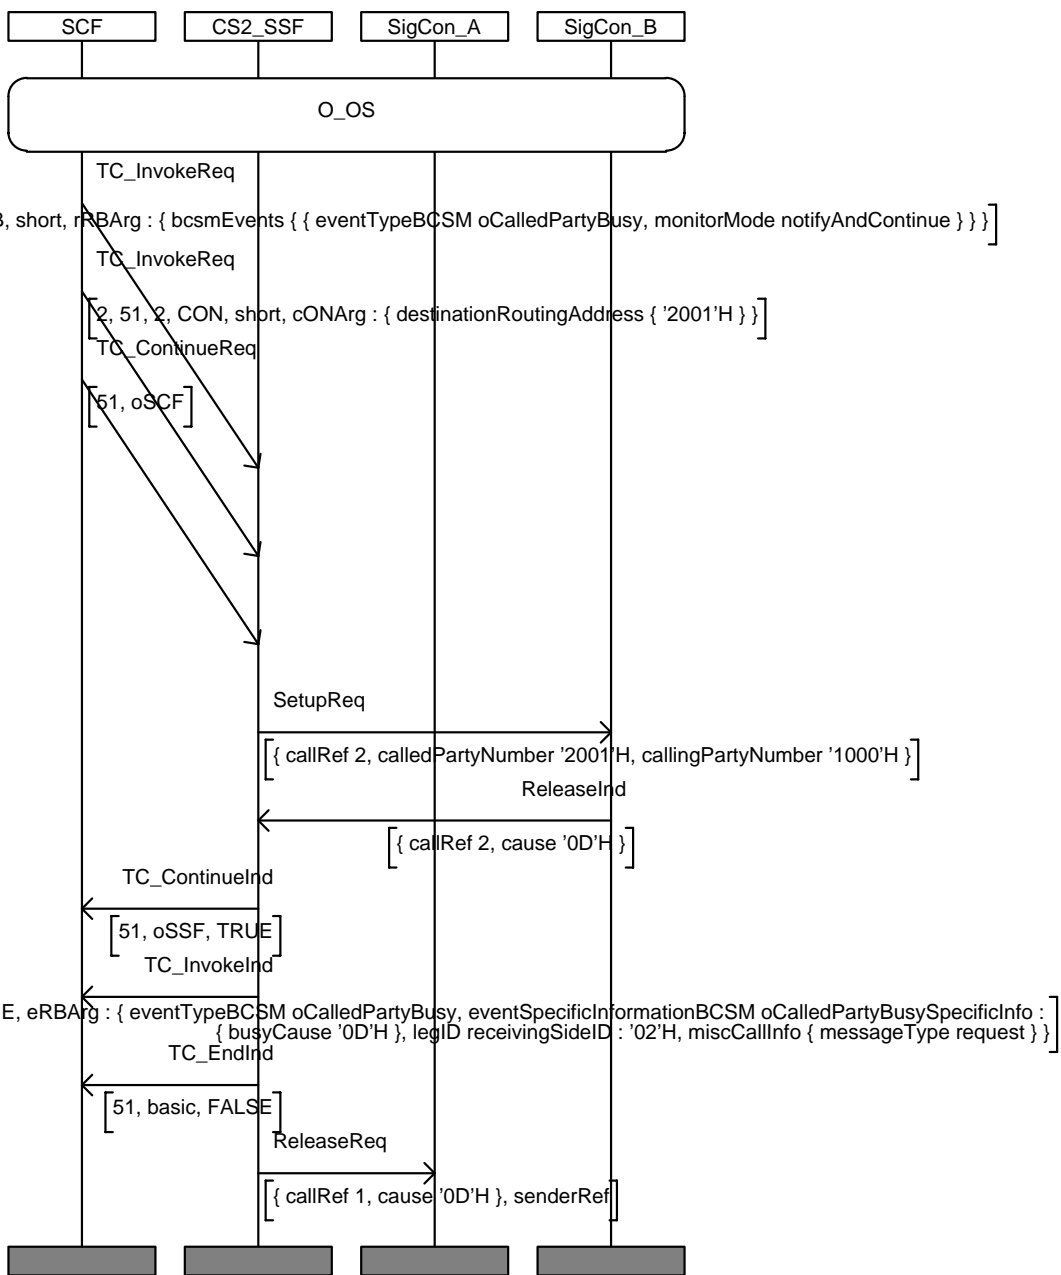 SCF CS2_SSF SigCon_A SigCon_B
O_OS
TC_InvokeReq
, short, rRBArg : { bcsmEvents { { eventTypeBCSM oCalledPartyBusy, monitorMode notifyAndContinue } } }
TC_InvokeReq
2, 51, 2, CON, short, cONArg : { destinationRoutingAddress { '2001'H } }
TC_ContinueReq
51, oSCF
SetupReq
{ callRef 2, calledPartyNumber '2001'H, callingPartyNumber '1000'H }
ReleaseInd
{ callRef 2, cause '0D'H }
TC_ContinueInd
51, oSSF, TRUE
TC_InvokeInd
E, eRBArg : { eventTypeBCSM oCalledPartyBusy, eventSpecificInformationBCSM oCalledPartyBusySpecificInfo :
{ busyCause '0D'H }, legID receivingSideID : '02'H, miscCallInfo { messageType request } }
TC_EndInd
51, basic, FALSE
ReleaseReq
{ callRef 1, cause '0D'H }, senderRef